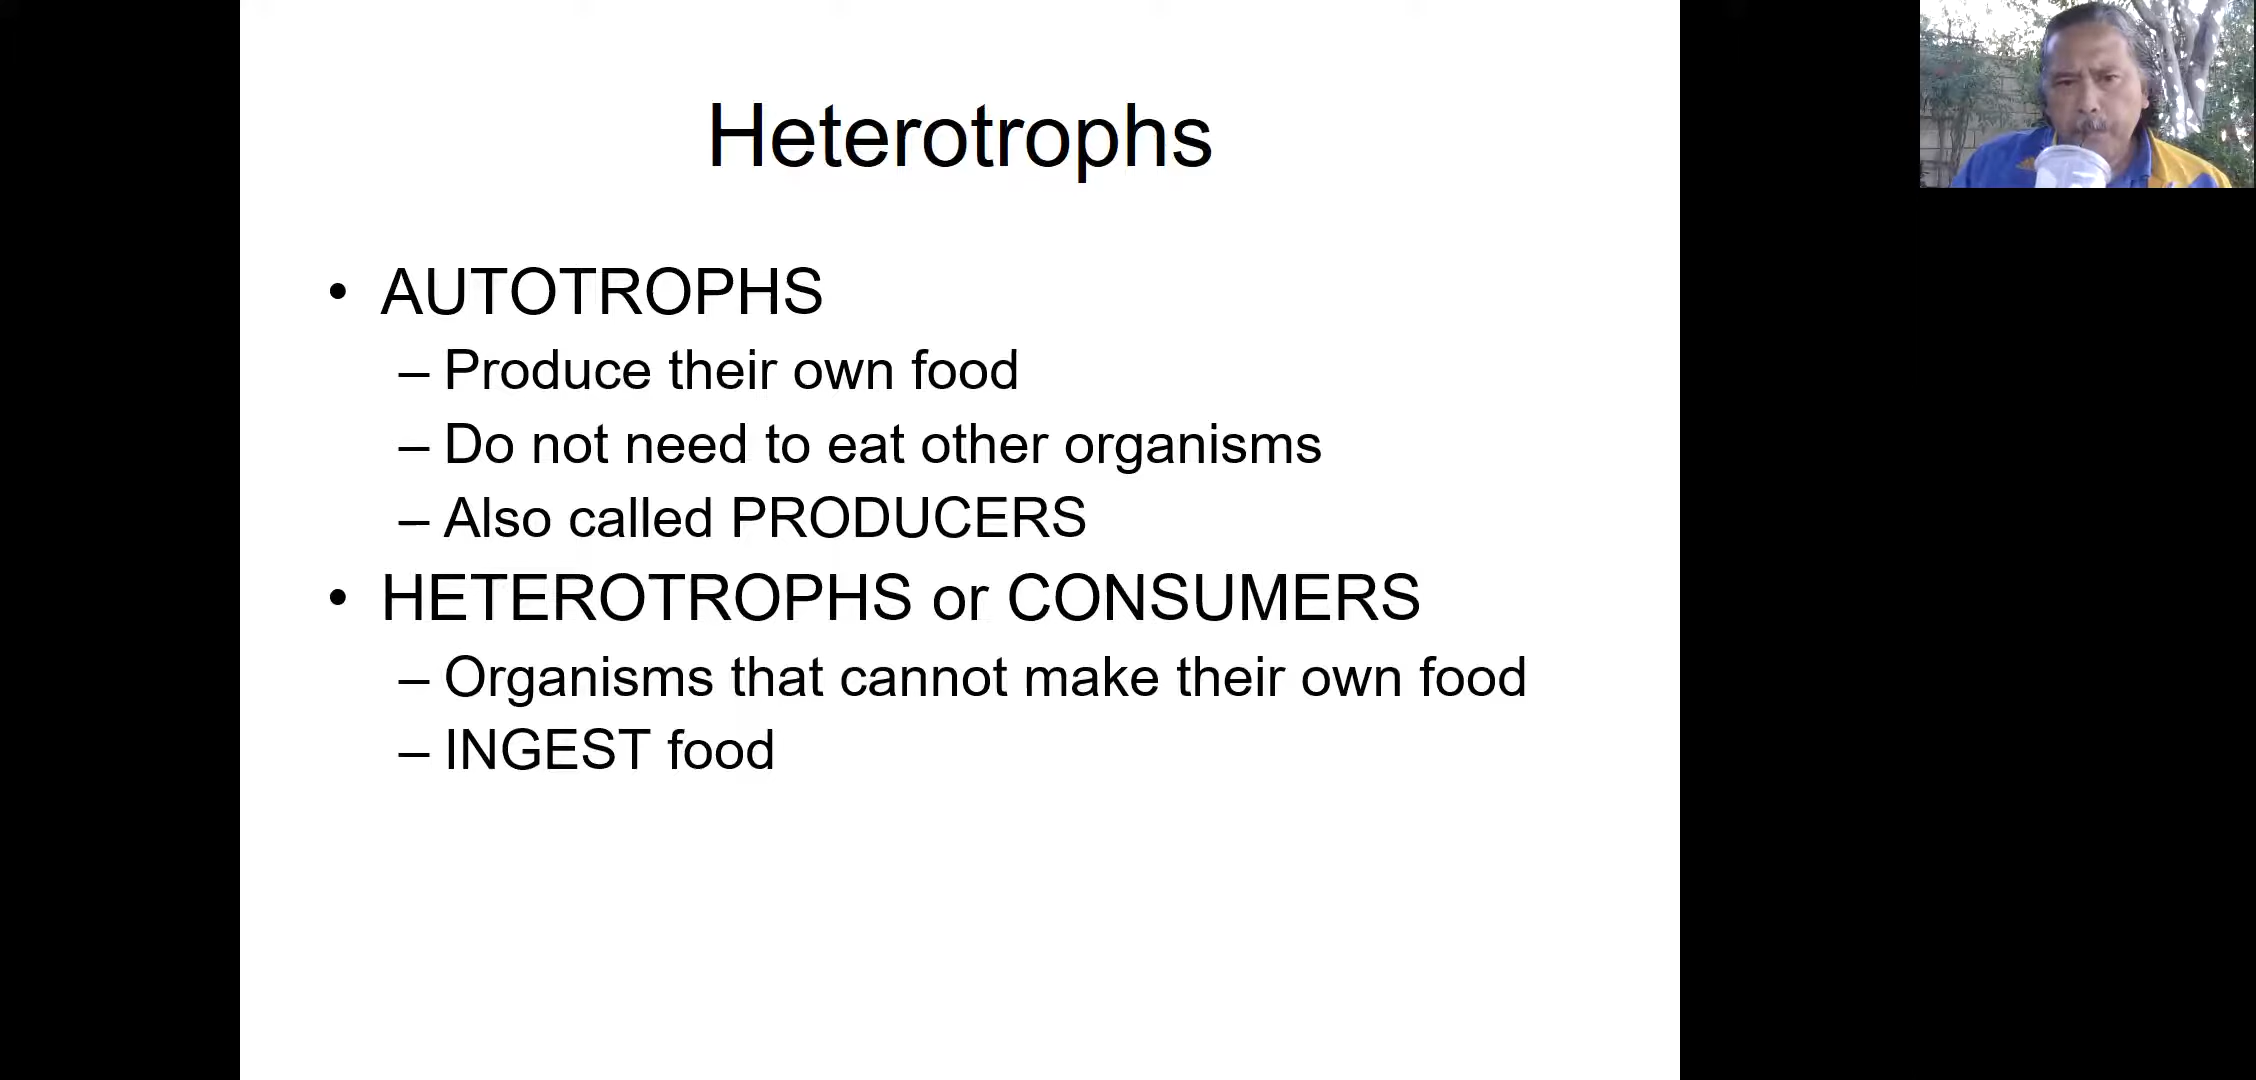 Heterotrophs
• AUTOTROPHS
– Produce their own food
– Do not need to eat other organisms
– Also called PRODUCERS
• HETEROTROPHS or CONSUMERS
– Organisms that cannot make their own food
– INGEST food